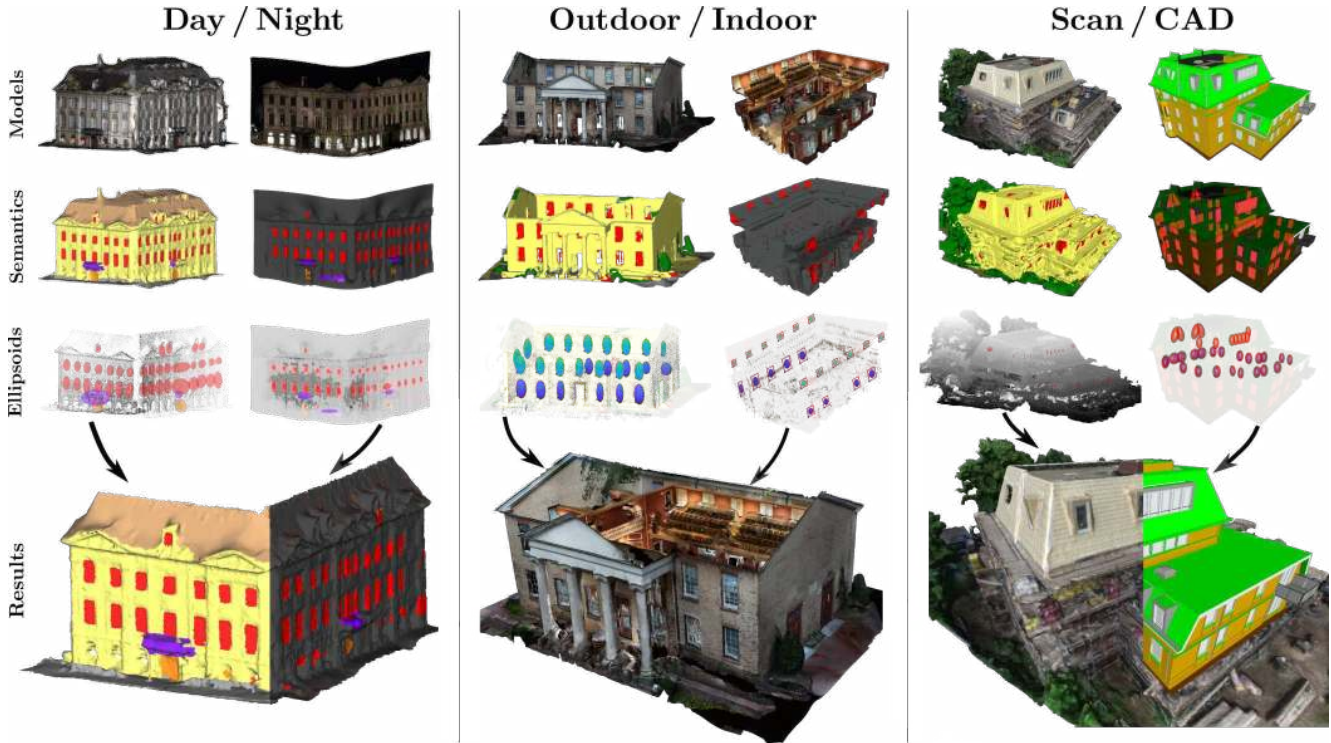 Day / Night
Outdoor / Indoor
Scan / CAD
Models
Semantics
Ellipsoids
Results